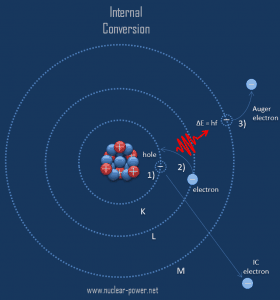 Internal
Conversion
Auger
electron
ΔE = hf
3)
hole
2)
1)
electron
K
IC
electron
L
M
www.nuclear-power.net